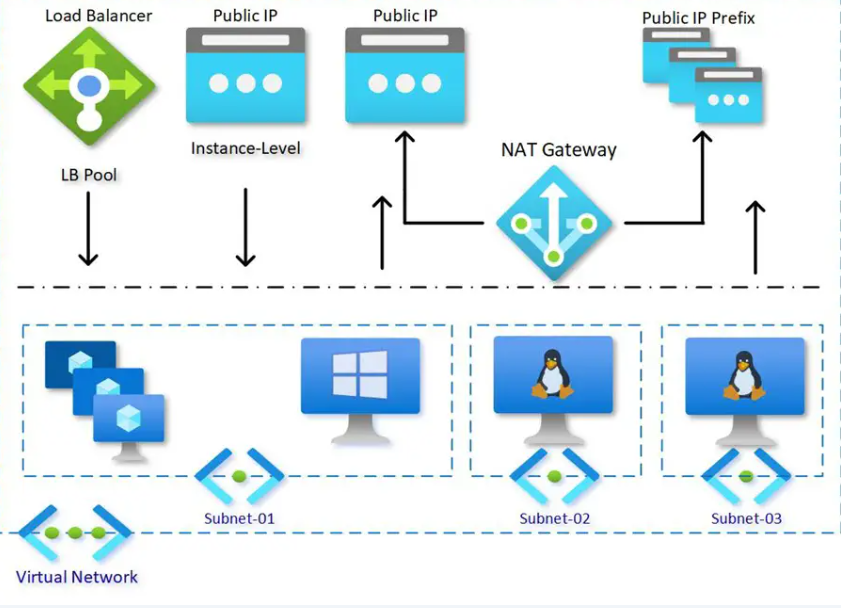 Load Balancer
Public IP
Public IP
Public IP Prefix
Instance-Level
NAT Gateway
LB Pool
Subnet-01
Subnet-02
Subnet-03
Virtual Network